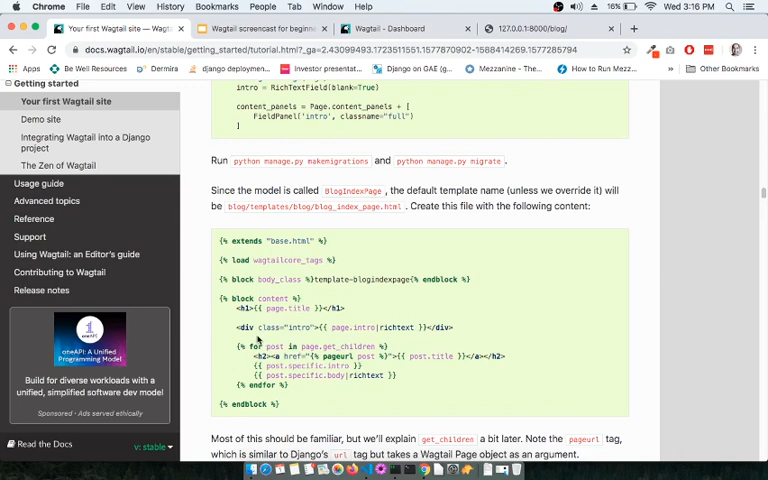 Chrome File Edit View History Bookmarks People Tab Window Help 16% Wed 3:16 PM
Your first Wagtail site — Wagta Wagtail screencast for beginn Wagtail - Dashboard 127.0.0.1:8000/blog/
docs.wagtail.io/en/stable/getting_started/tutorial.html?_ga=2.43099493.1723511551.1577870902-1588414269.1577285794
Apps Be Well Resources Dermira django deploymen... Investor presentati... Django on GAE (g... Mezzanine – The... How to Run Mezz... Other Bookmarks
Getting started
Your first Wagtail site
Demo site
Integrating Wagtail into a Django
project
The Zen of Wagtail
Usage guide
Advanced topics
Reference
Support
Using Wagtail: an Editor's guide
Contributing to Wagtail
Release notes
oneAPI
oneAPI: A Unified
Programming Model
Build for diverse workloads with a
unified, simplified software dev model
Sponsored · Ads served ethically
Read the Docs v: stable
intro = RichTextField(blank=True)
content_panels = Page.content_panels + [
FieldPanel('intro', classname="full")
]
Run python manage.py makemigrations and python manage.py migrate .
Since the model is called BlogIndexPage , the default template name (unless we override it) will
be blog/templates/blog/blog_index_page.html . Create this file with the following content:
{% extends "base.html" %}
{% load wagtailcore_tags %}
{% block body_class %}template-blogindexpage{% endblock %}
{% block content %}
<h1>{{ page.title }}</h1>
<div class="intro">{{ page.intro|richtext }}</div>
{% for post in page.get_children %}
<h2><a href="{% pageurl post %}">{{ post.title }}</a></h2>
{{ post.specific.intro }}
{{ post.specific.body|richtext }}
{% endfor %}
{% endblock %}
Most of this should be familiar, but we'll explain get_children a bit later. Note the pageurl tag,
which is similar to Django's url tag but takes a Wagtail Page object as an argument.